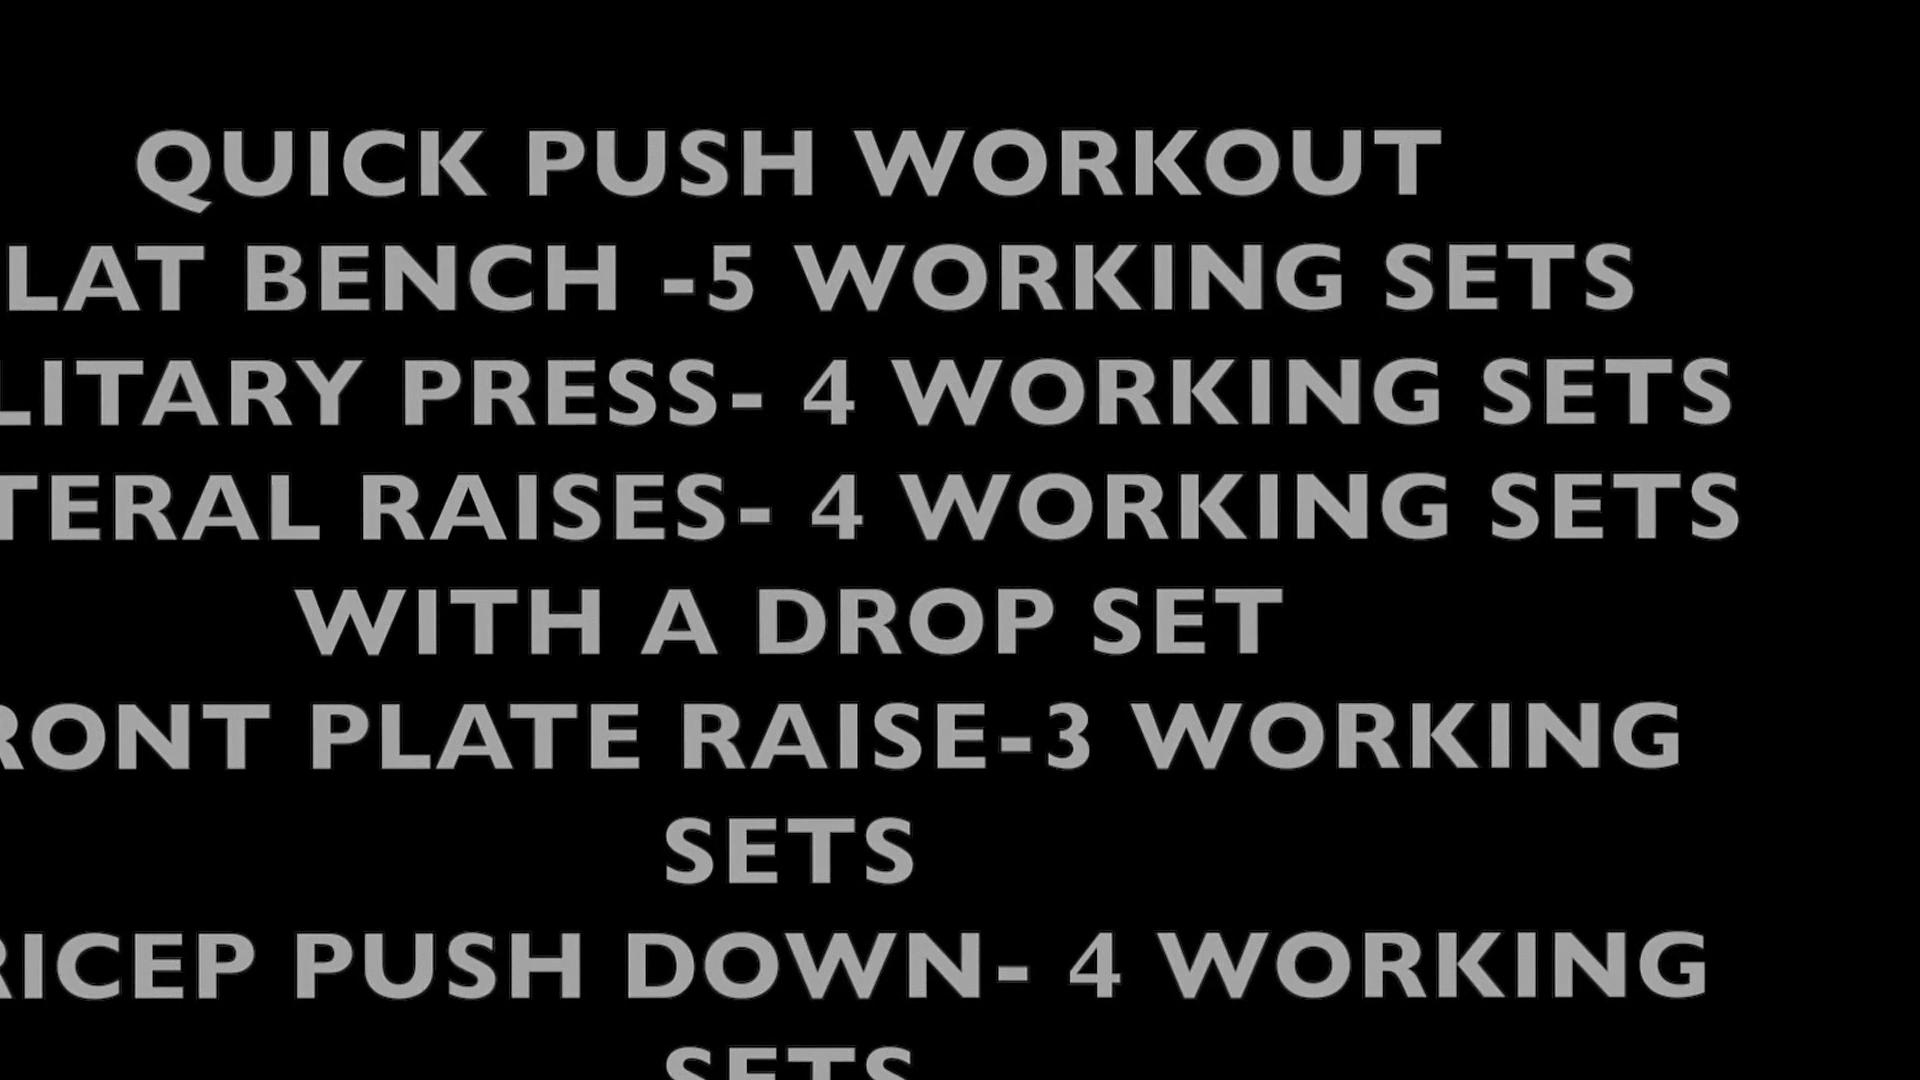 QUICK PUSH WORKOUT
LAT BENCH -5 WORKING SETS
LITARY PRESS- 4 WORKING SETS
TERAL RAISES- 4 WORKING SETS
WITH A DROP SET
RONT PLATE RAISE-3 WORKING
SETS
RICEP PUSH DOWN- 4 WORKING
SETS